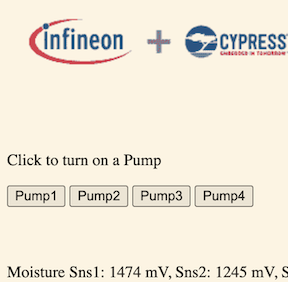 infineon + CYPRESS
EMBEDDED IN TOMORROW
Click to turn on a Pump
Pump1 Pump2 Pump3 Pump4
Moisture Sns1: 1474 mV, Sns2: 1245 mV, S